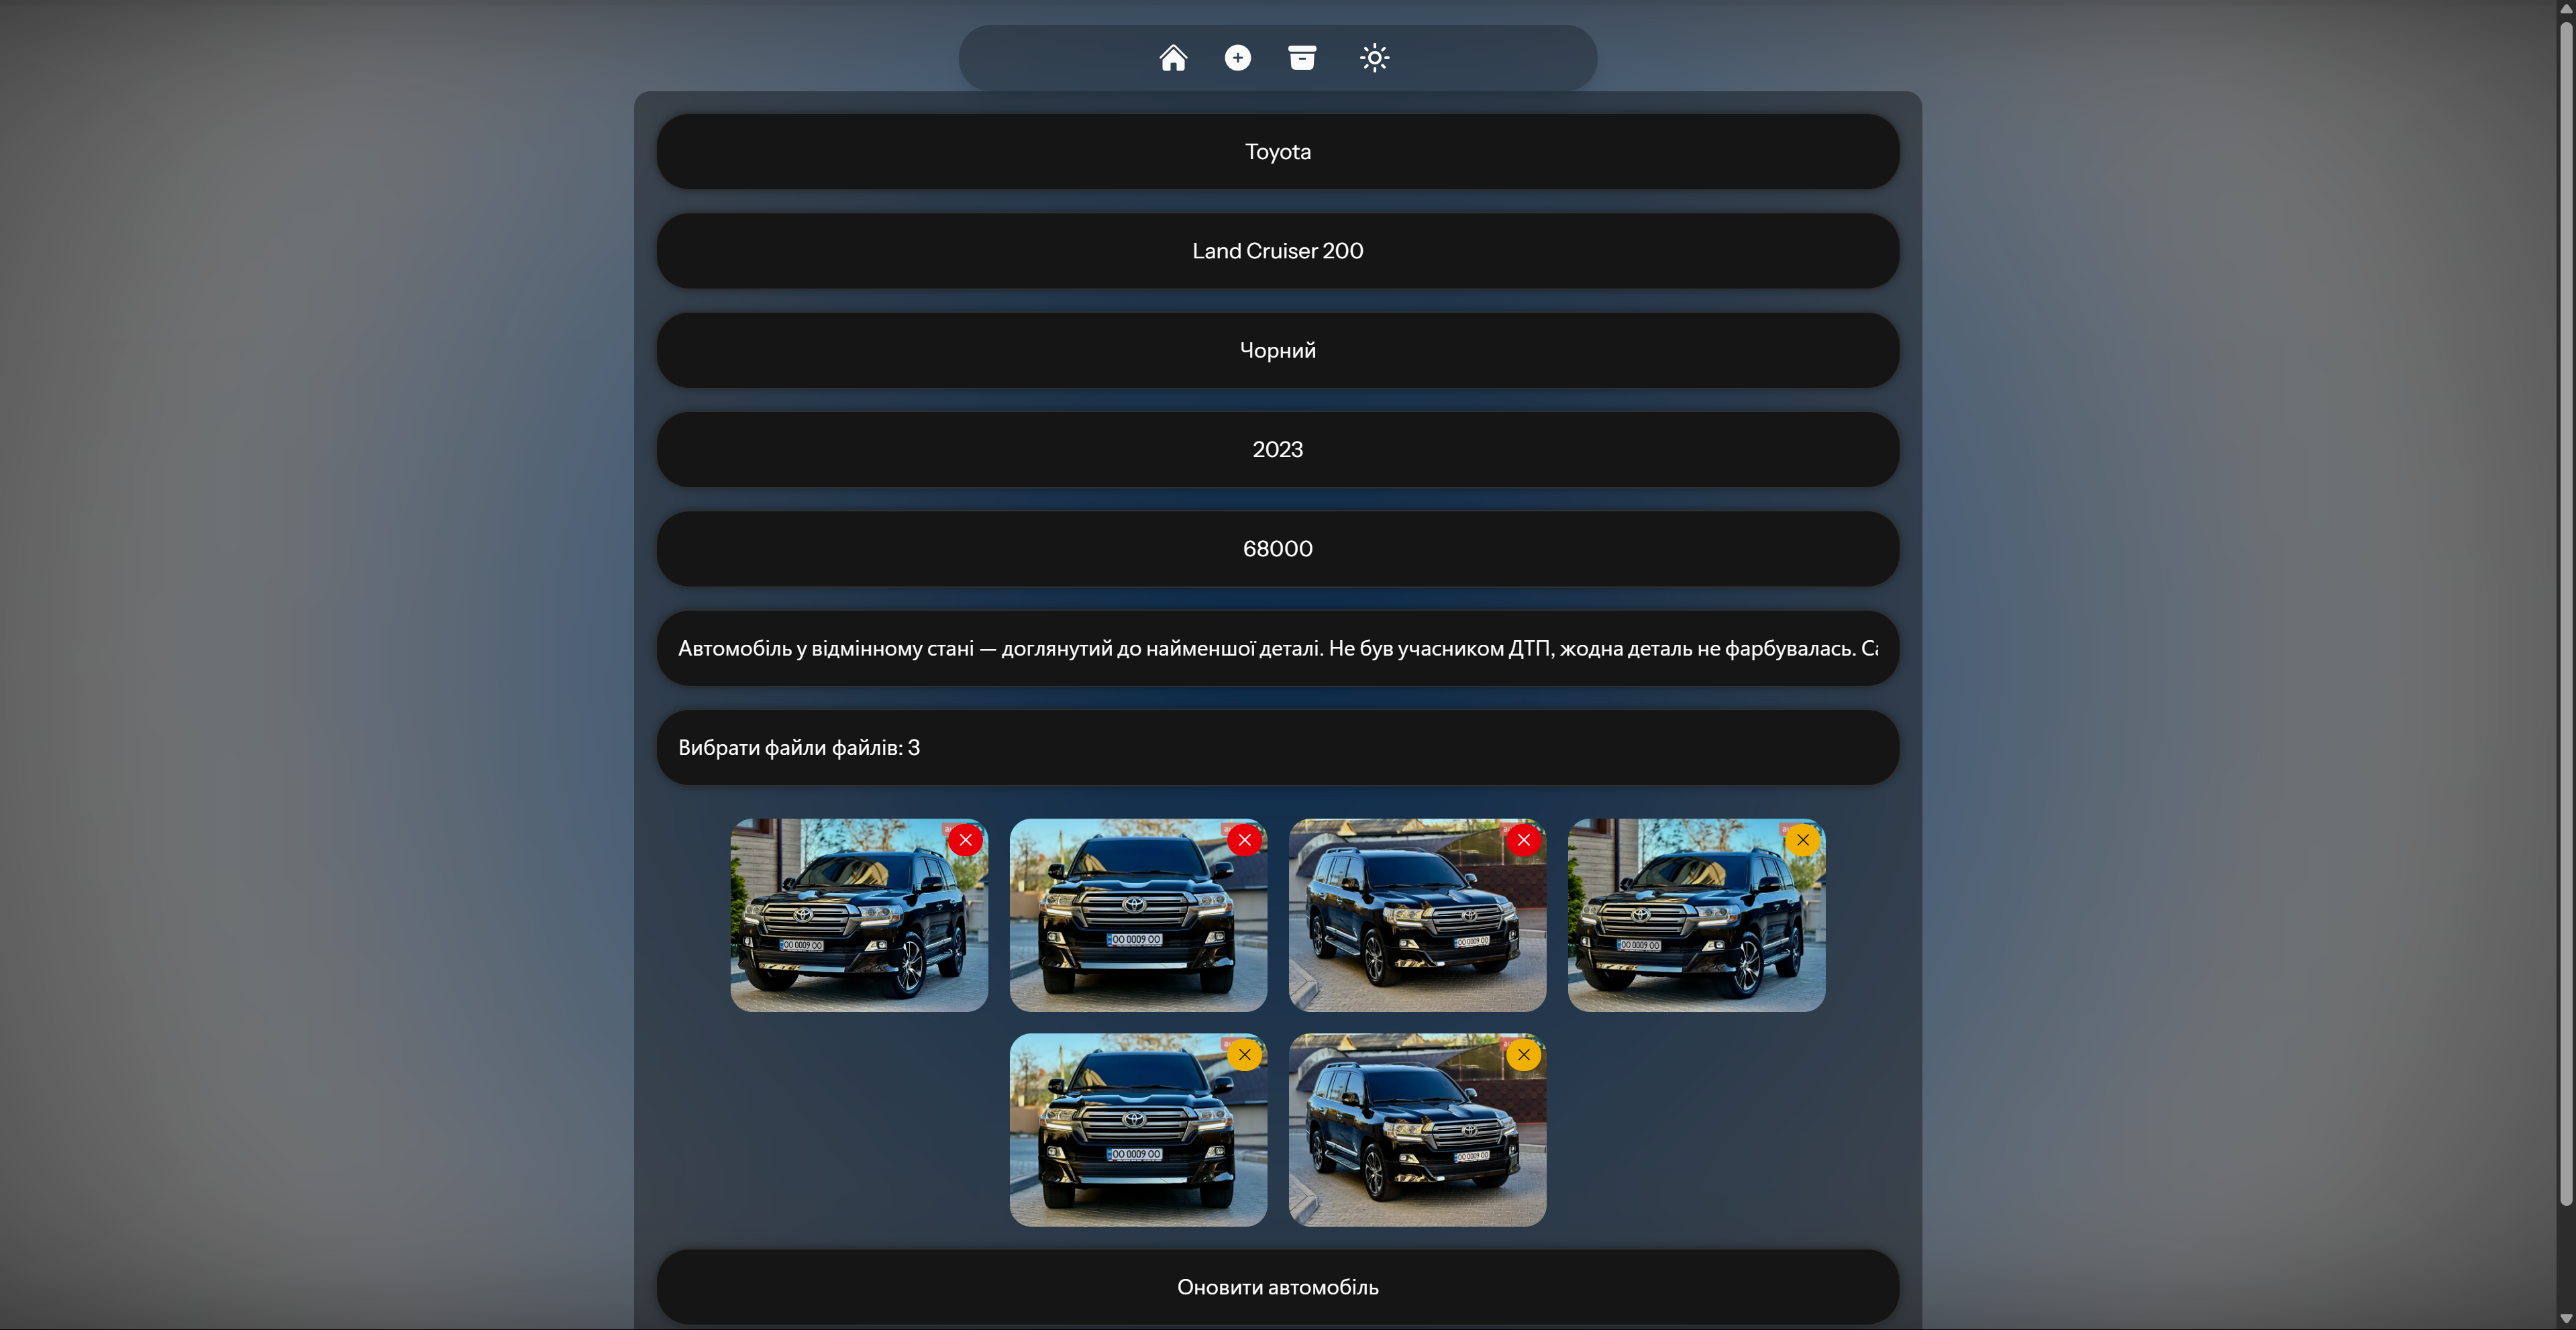 Toyota
Land Cruiser 200
Чорний
2023
68000
Автомобіль у відмінному стані — доглянутий до найменшої деталі. Не був учасником ДТП, жодна деталь не фарбувалась.
Вибрати файли файлів: 3
OO 0009 OO
OO 0009 OO
OO 0009 OO
OO 0009 OO
OO 0009 OO
OO 0009 OO
Оновити автомобіль